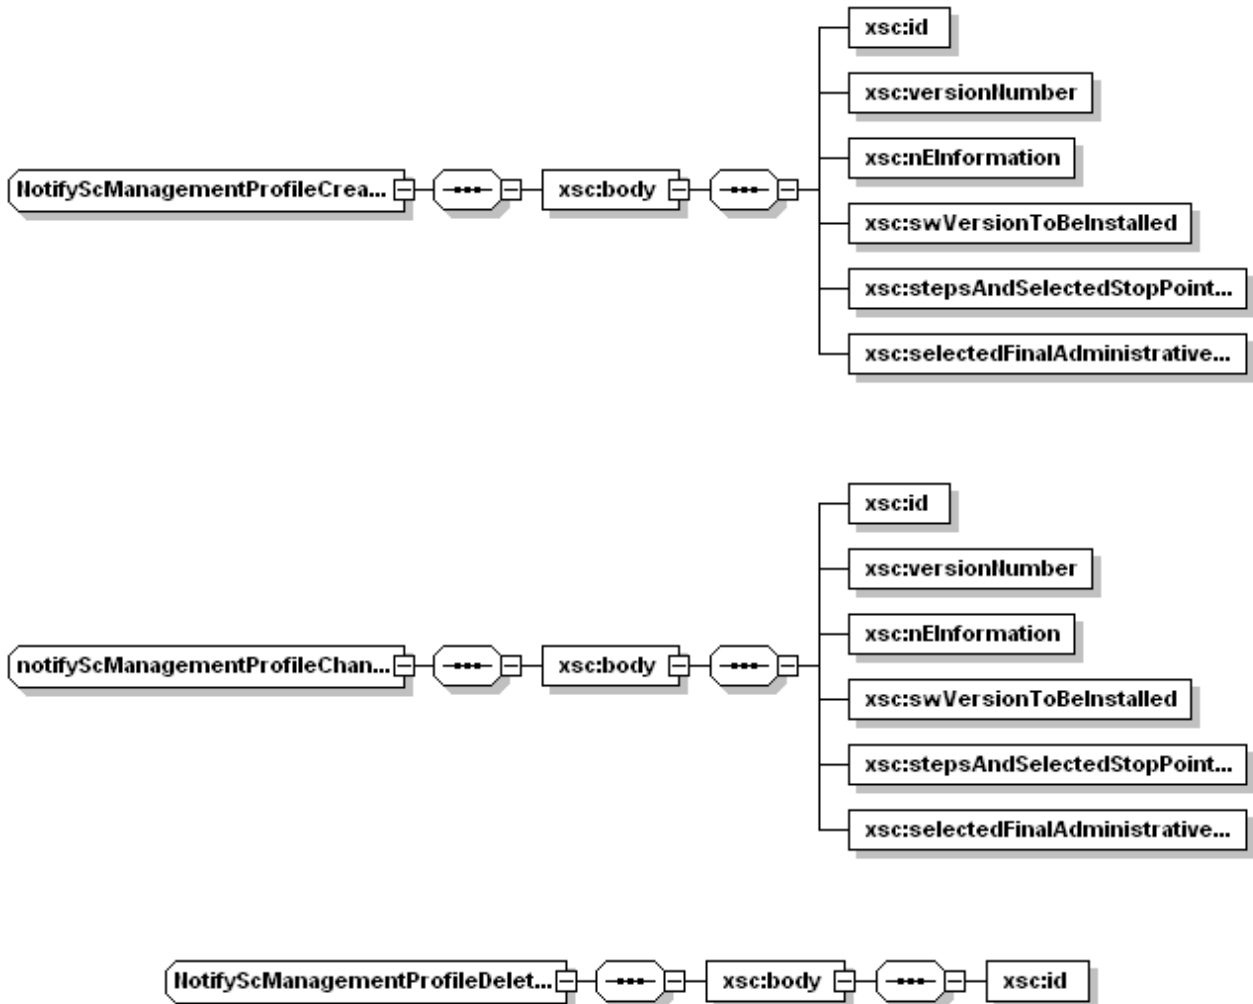 xsc:id
xsc:versionNumber
xsc:nEInformation
NotifyScManagementProfileCrea...
xsc:body
xsc:swVersionToBeInstalled
xsc:stepsAndSelectedStopPoint...
xsc:selectedFinalAdministrative...
xsc:id
xsc:versionNumber
xsc:nEInformation
notifyScManagementProfileChan...
xsc:body
xsc:swVersionToBeInstalled
xsc:stepsAndSelectedStopPoint...
xsc:selectedFinalAdministrative...
NotifyScManagementProfileDelet...
xsc:body
xsc:id